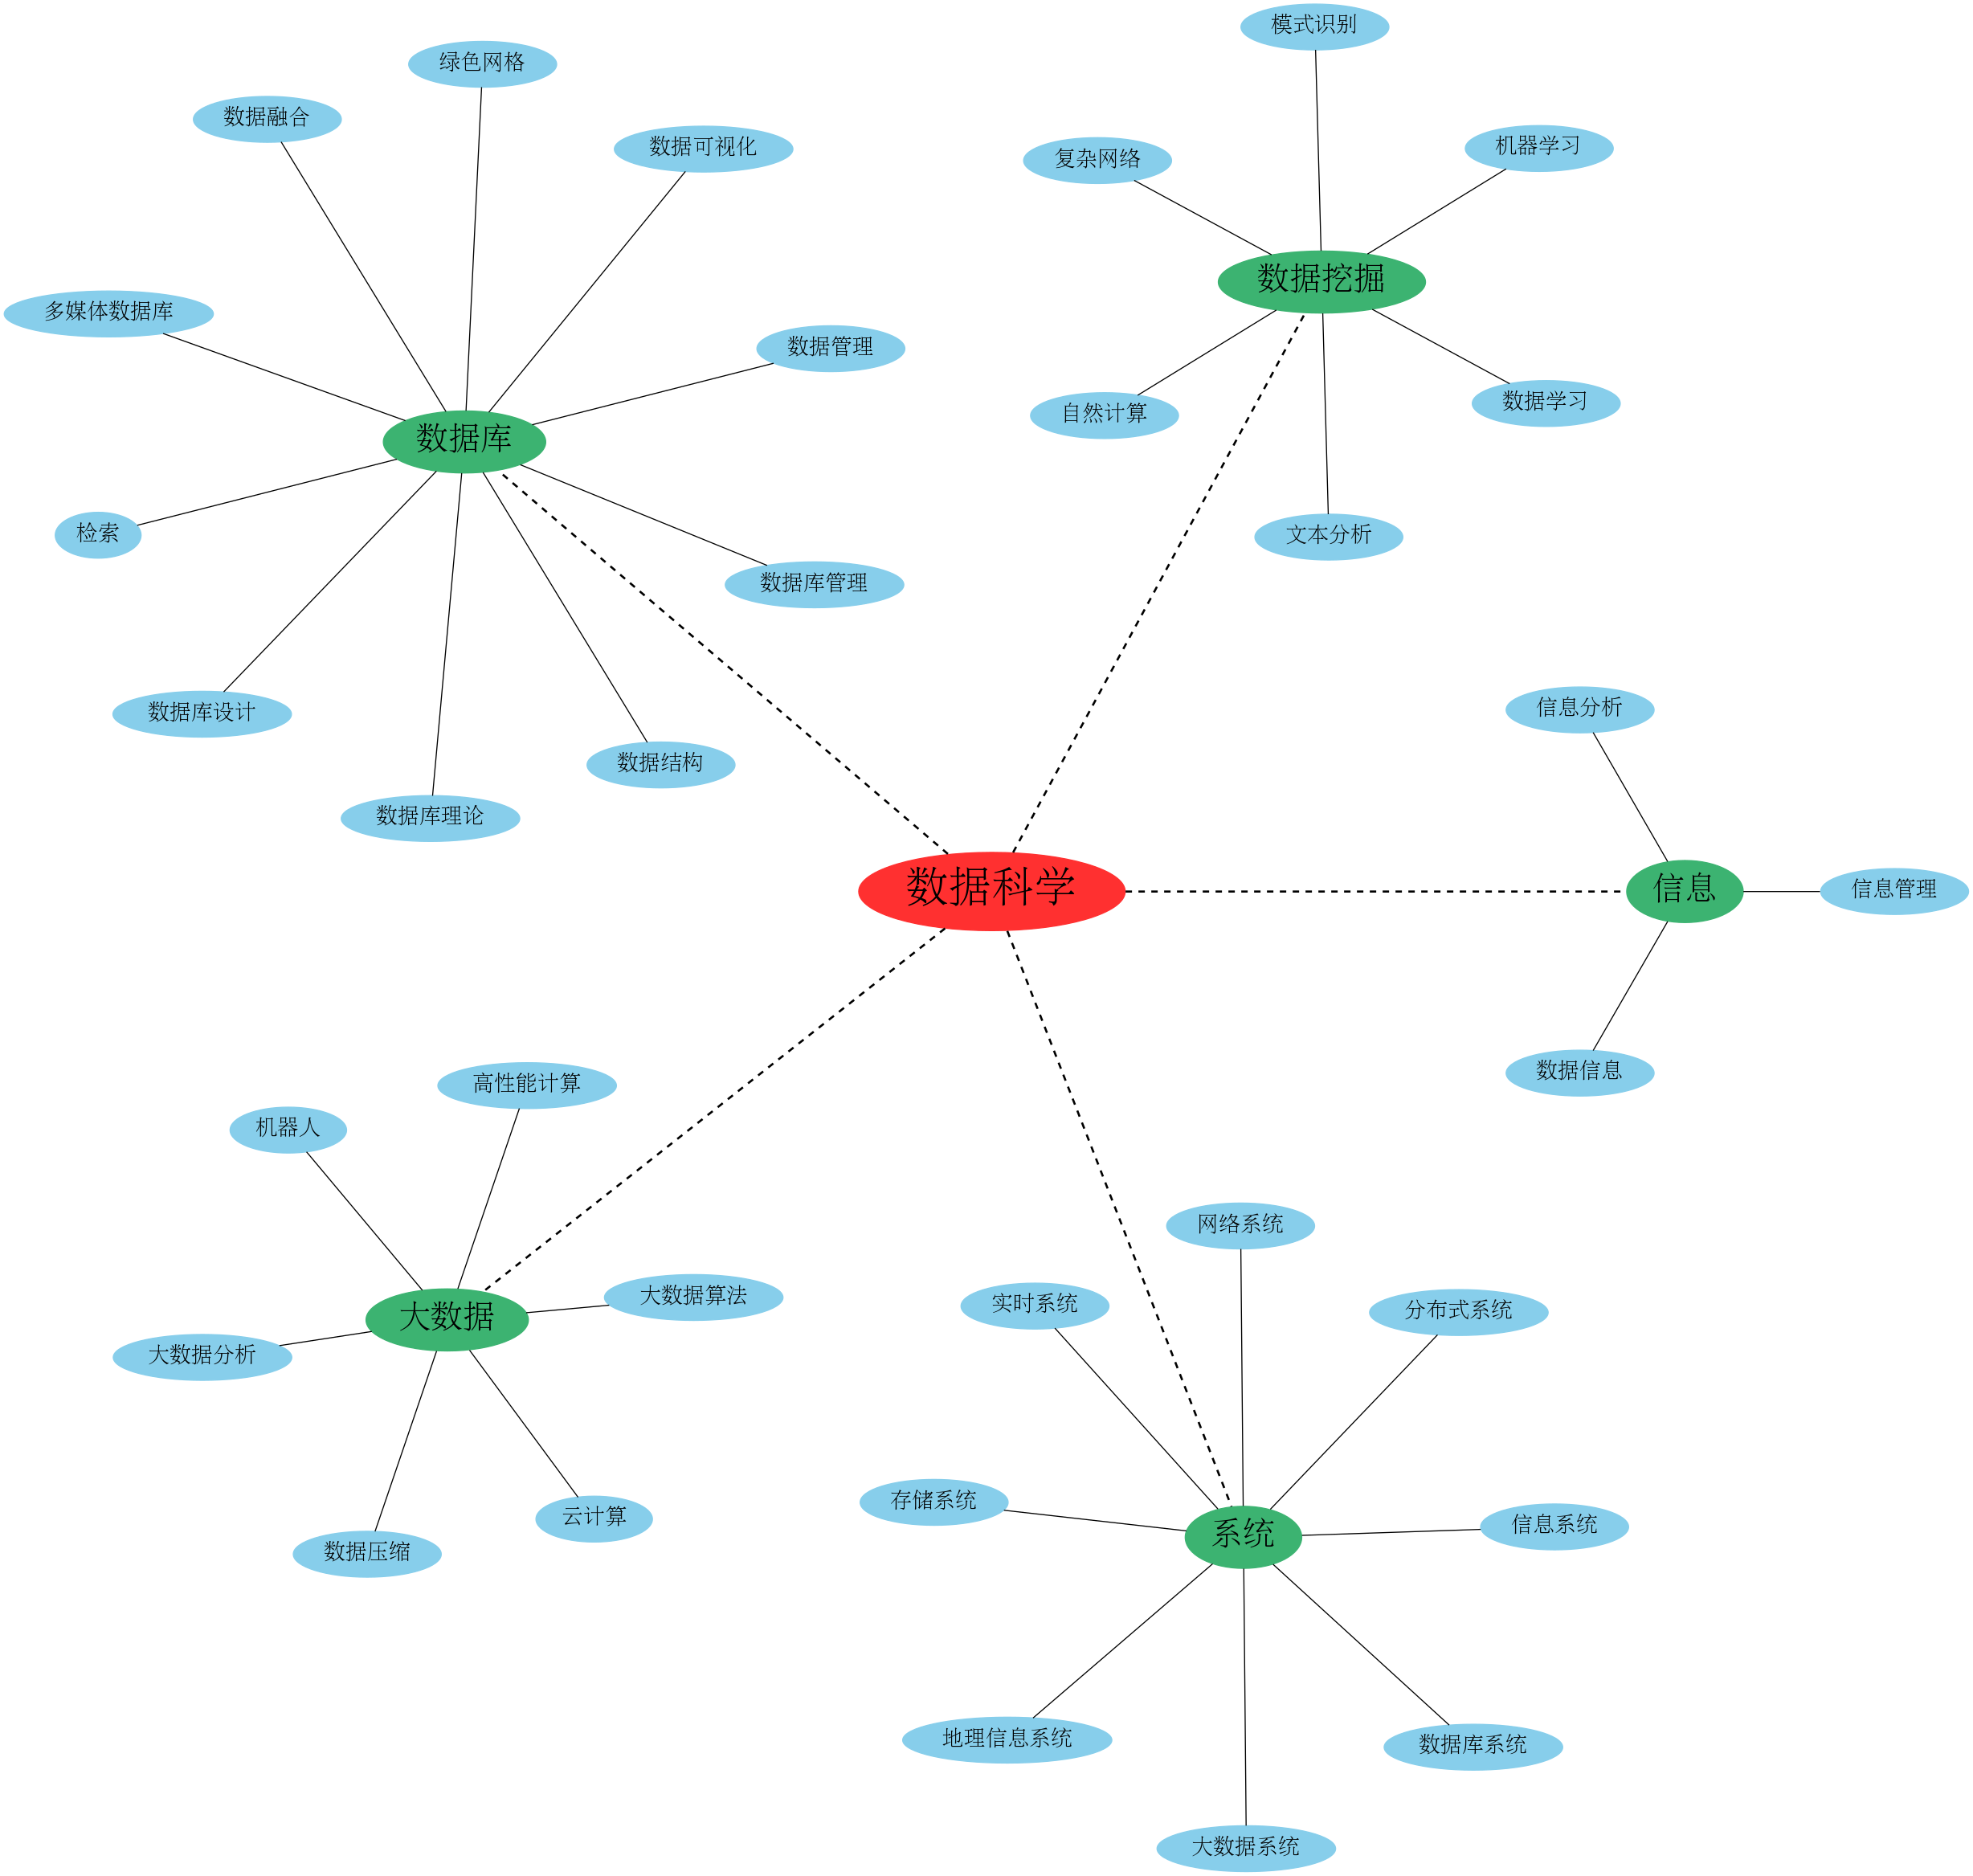 模式识别
绿色网格
数据融合
机器学习
数据可视化
复杂网络
数据挖掘
多媒体数据库
数据管理
数据学习
自然计算
数据库
检索
文本分析
数据库管理
信息分析
数据库设计
数据结构
数据库理论
数据科学
信息
信息管理
数据信息
高性能计算
机器人
网络系统
大数据算法
实时系统
分布式系统
大数据
大数据分析
存储系统
云计算
信息系统
系统
数据压缩
地理信息系统
数据库系统
大数据系统